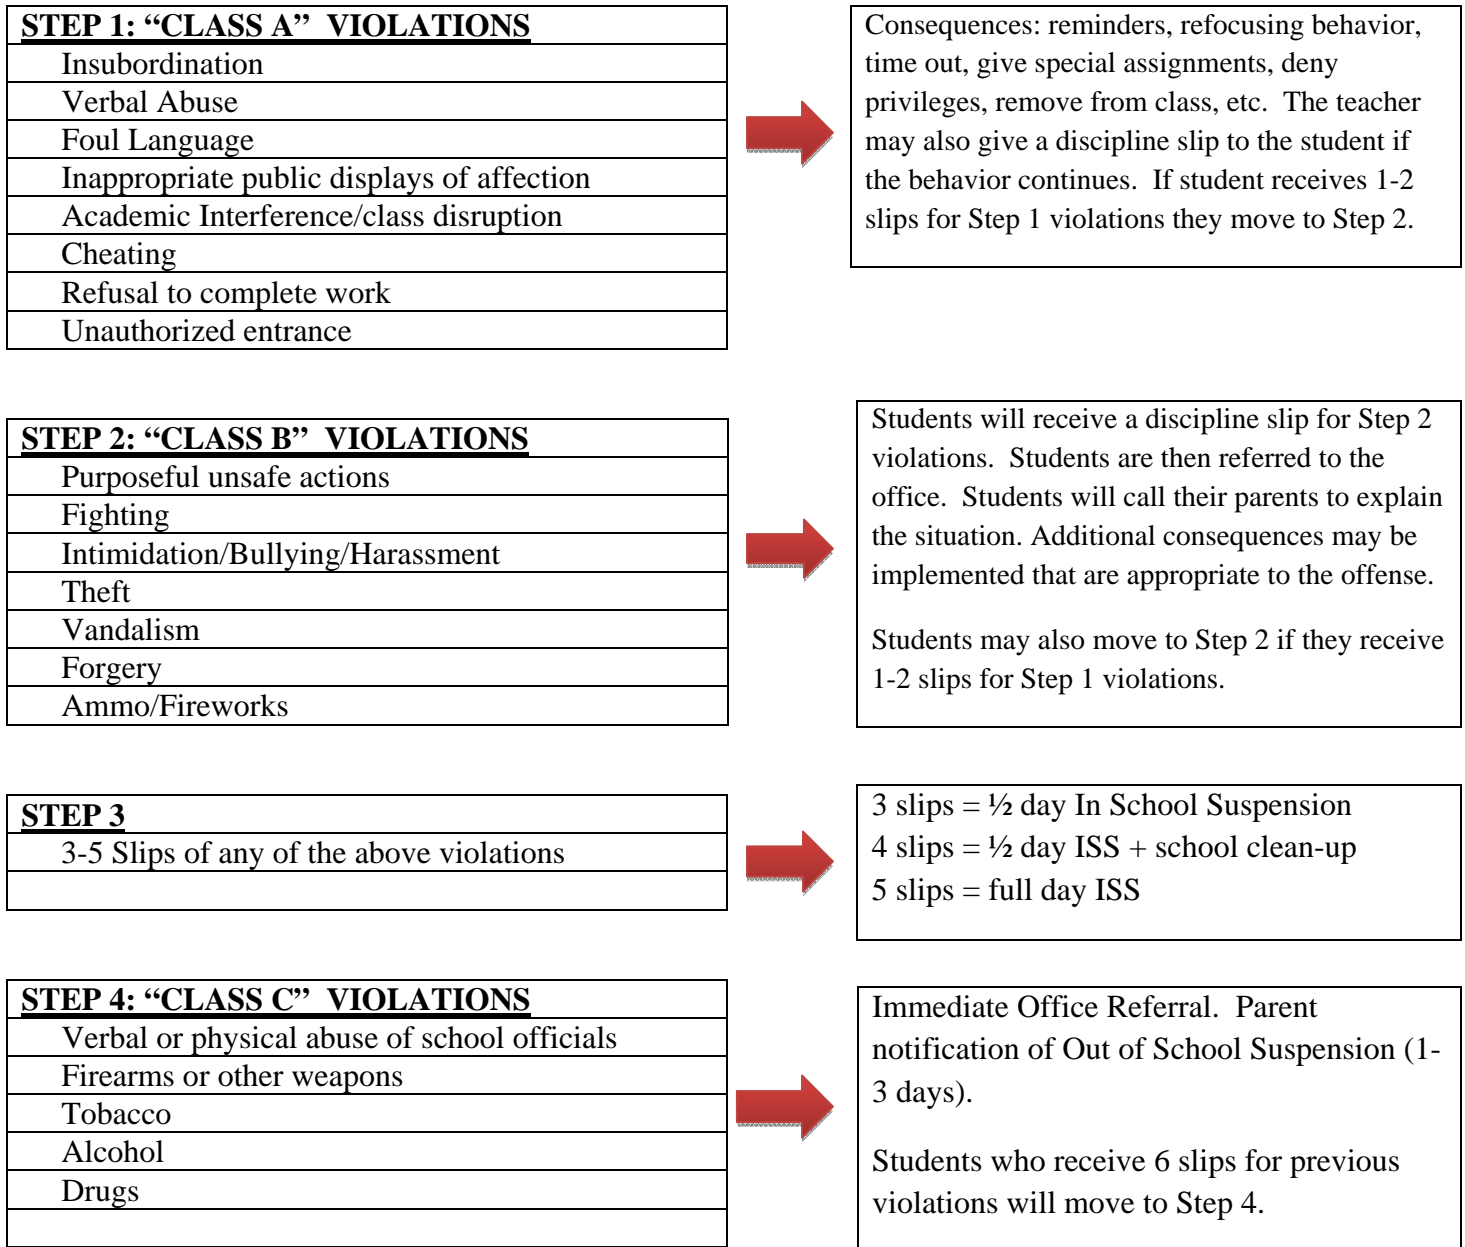 STEP 1: “CLASS A” VIOLATIONS
Insubordination
Verbal Abuse
Foul Language
Inappropriate public displays of affection
Academic Interference/class disruption
Cheating
Refusal to complete work
Unauthorized entrance
Consequences: reminders, refocusing behavior,
time out, give special assignments, deny
privileges, remove from class, etc. The teacher
may also give a discipline slip to the student if
the behavior continues. If student receives 1-2
slips for Step 1 violations they move to Step 2.
STEP 2: “CLASS B” VIOLATIONS
Purposeful unsafe actions
Fighting
Intimidation/Bullying/Harassment
Theft
Vandalism
Forgery
Ammo/Fireworks
Students will receive a discipline slip for Step 2
violations. Students are then referred to the
office. Students will call their parents to explain
the situation. Additional consequences may be
implemented that are appropriate to the offense.
Students may also move to Step 2 if they receive
1-2 slips for Step 1 violations.
STEP 3
3-5 Slips of any of the above violations
3 slips = ½ day In School Suspension
4 slips = ½ day ISS + school clean-up
5 slips = full day ISS
STEP 4: “CLASS C” VIOLATIONS
Verbal or physical abuse of school officials
Firearms or other weapons
Tobacco
Alcohol
Drugs
Immediate Office Referral. Parent
notification of Out of School Suspension (1-
3 days).
Students who receive 6 slips for previous
violations will move to Step 4.